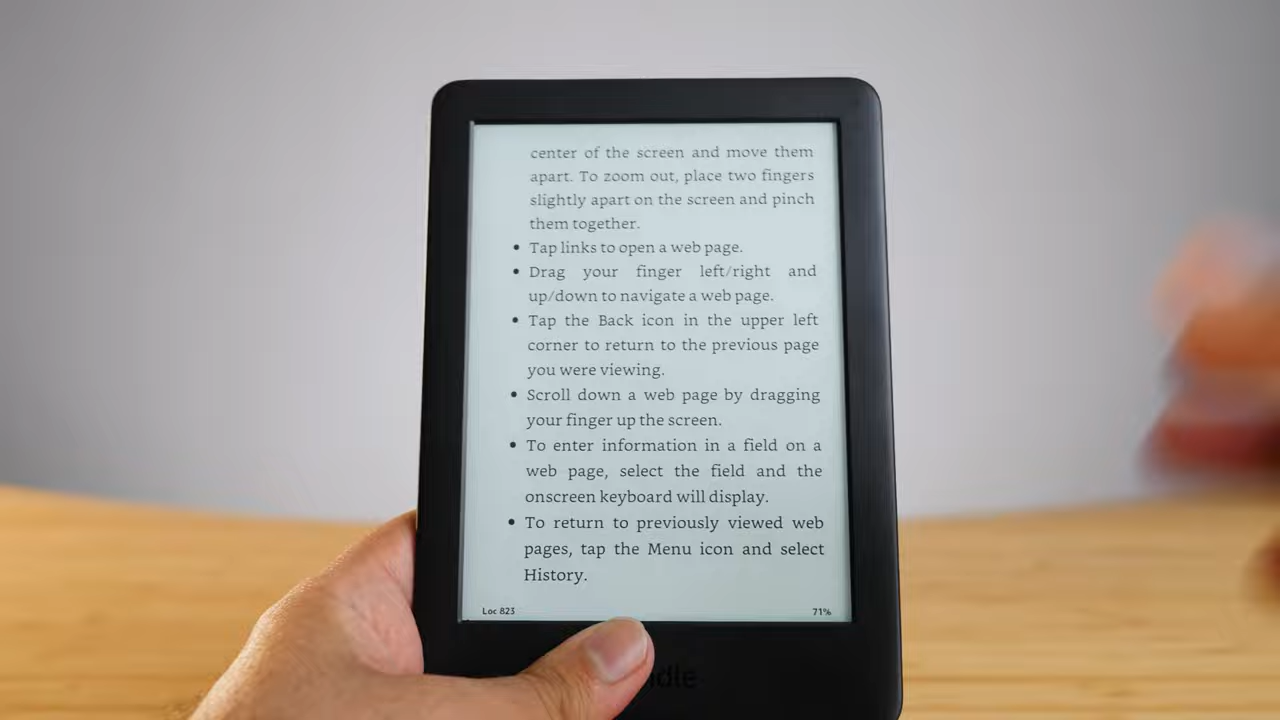 center of the screen and move them
apart. To zoom out, place two fingers
slightly apart on the screen and pinch
them together.
• Tap links to open a web page.
• Drag your finger left/right and
up/down to navigate a web page.
• Tap the Back icon in the upper left
corner to return to the previous page
you were viewing.
• Scroll down a web page by dragging
your finger up the screen.
• To enter information in a field on a
web page, select the field and the
onscreen keyboard will display.
• To return to previously viewed web
pages, tap the Menu icon and select
History.
Loc 823 71%